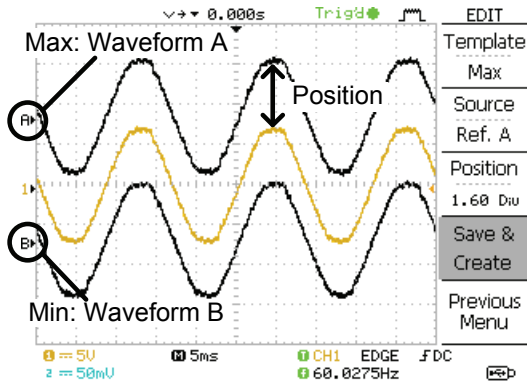 0.000s Trig'd EDIT
Max: Waveform A
Template
Max
Source
Ref. A
Position
Position
1.60 Div
A
1
B
Save &
Create
Min: Waveform B
Previous
Menu
1 5V M 5ms T CH1 EDGE DC
2 50mV f 60.0275Hz